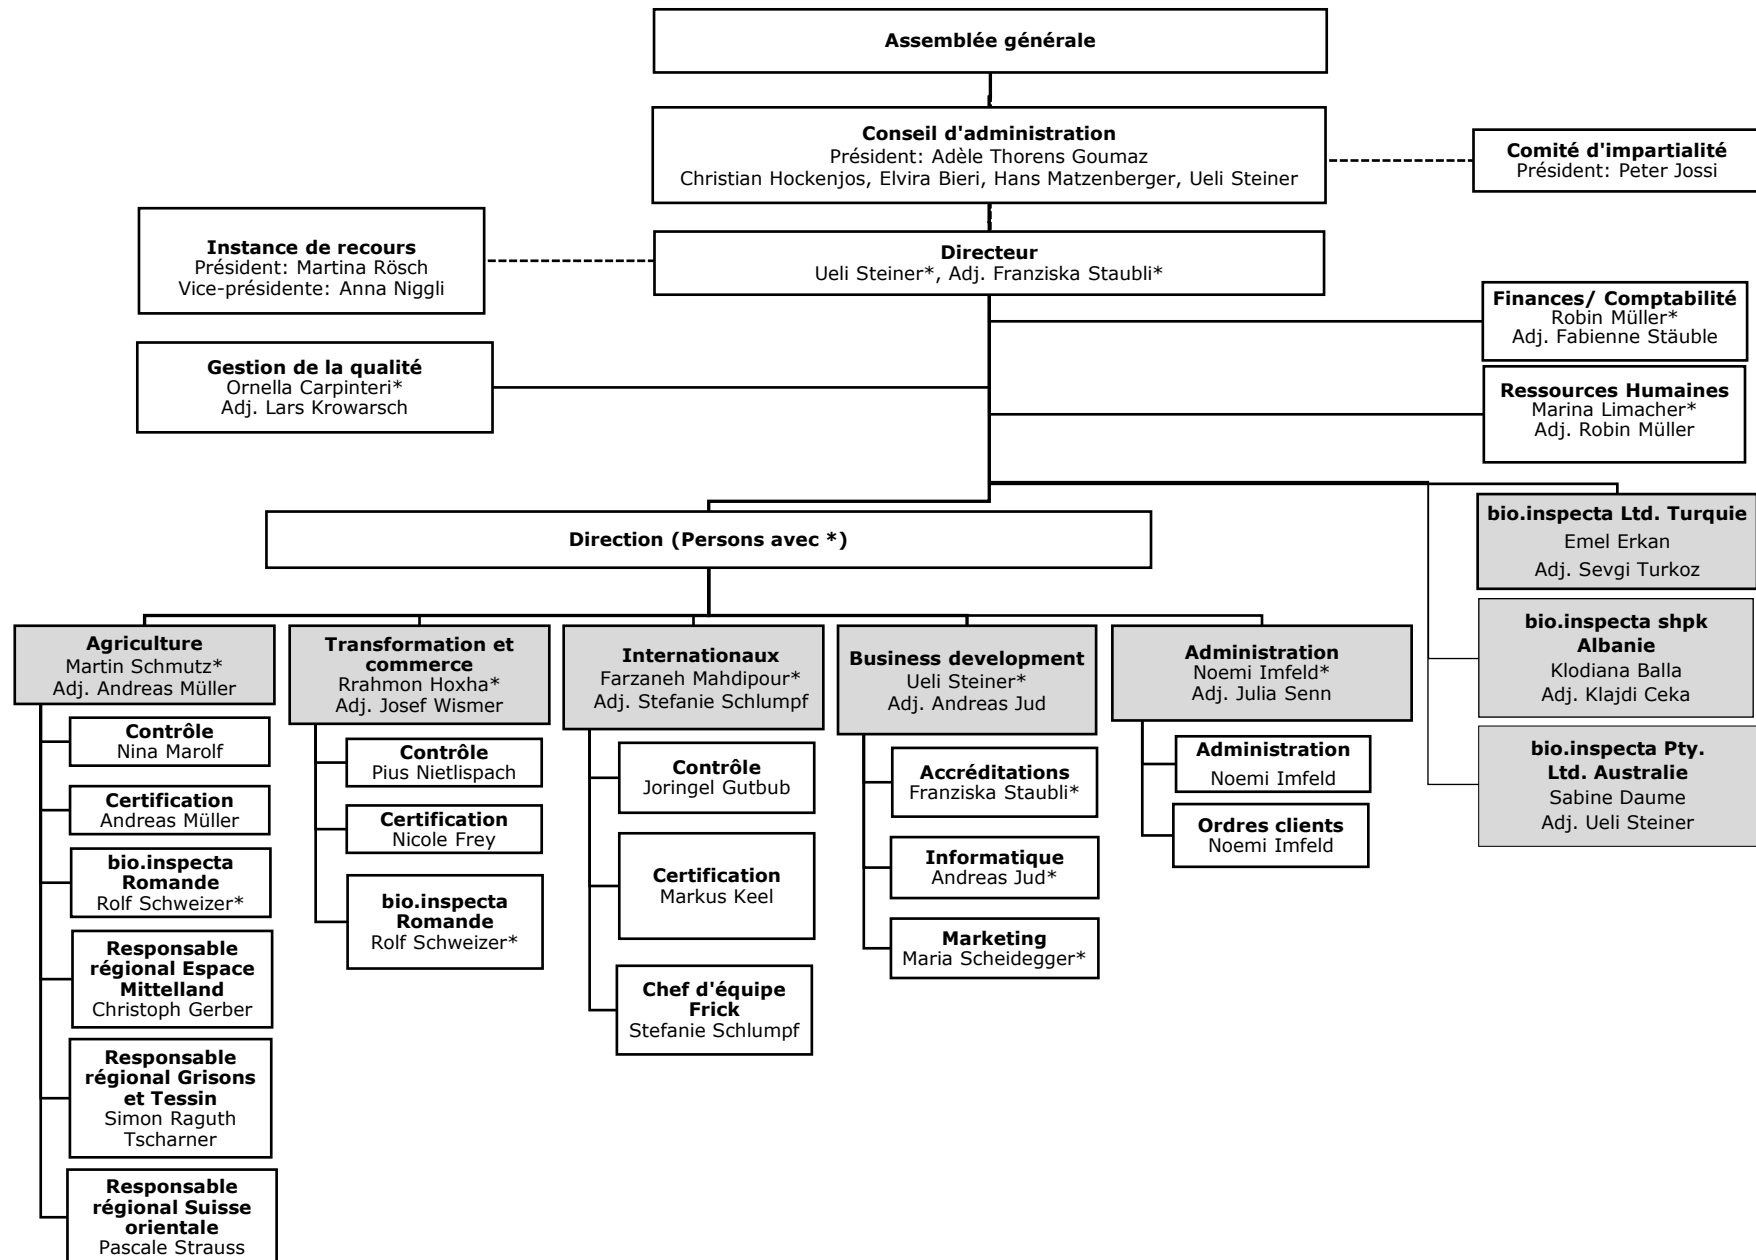 Assemblée générale
Conseil d'administration
Président: Adèle Thorens Goumaz
Christian Hockenjos, Elvira Bieri, Hans Matzenberger, Ueli Steiner
Comité d'impartialité
Président: Peter Jossi
Instance de recours
Président: Martina Rösch
Vice-présidente: Anna Niggli
Directeur
Ueli Steiner*, Adj. Franziska Staubli*
Finances/ Comptabilité
Robin Müller*
Adj. Fabienne Stäuble
Gestion de la qualité
Ornella Carpinteri*
Adj. Lars Krowarsch
Ressources Humaines
Marina Limacher*
Adj. Robin Müller
Direction (Persons avec *)
bio.inspecta Ltd. Turquie
Emel Erkan
Adj. Sevgi Turkoz
bio.inspecta shpk
Albanie
Klodiana Balla
Adj. Klajdi Ceka
bio.inspecta Pty.
Ltd. Australie
Sabine Daume
Adj. Ueli Steiner
Agriculture
Martin Schmutz*
Adj. Andreas Müller
Contrôle
Nina Marolf
Certification
Andreas Müller
bio.inspecta
Romande
Rolf Schweizer*
Responsable
régional Espace
Mittelland
Christoph Gerber
Responsable
régional Grisons
et Tessin
Simon Raguth
Tscharner
Responsable
régional Suisse
orientale
Pascale Strauss
Transformation et
commerce
Rrahmon Hoxha*
Adj. Josef Wismer
Contrôle
Pius Nietlispach
Certification
Nicole Frey
bio.inspecta
Romande
Rolf Schweizer*
Internationaux
Farzaneh Mahdipour*
Adj. Stefanie Schlumpf
Contrôle
Joringel Gutbub
Certification
Markus Keel
Chef d'équipe
Frick
Stefanie Schlumpf
Business development
Ueli Steiner*
Adj. Andreas Jud
Accréditations
Franziska Staubli*
Informatique
Andreas Jud*
Marketing
Maria Scheidegger*
Administration
Noemi Imfeld*
Adj. Julia Senn
Administration
Noemi Imfeld
Ordres clients
Noemi Imfeld